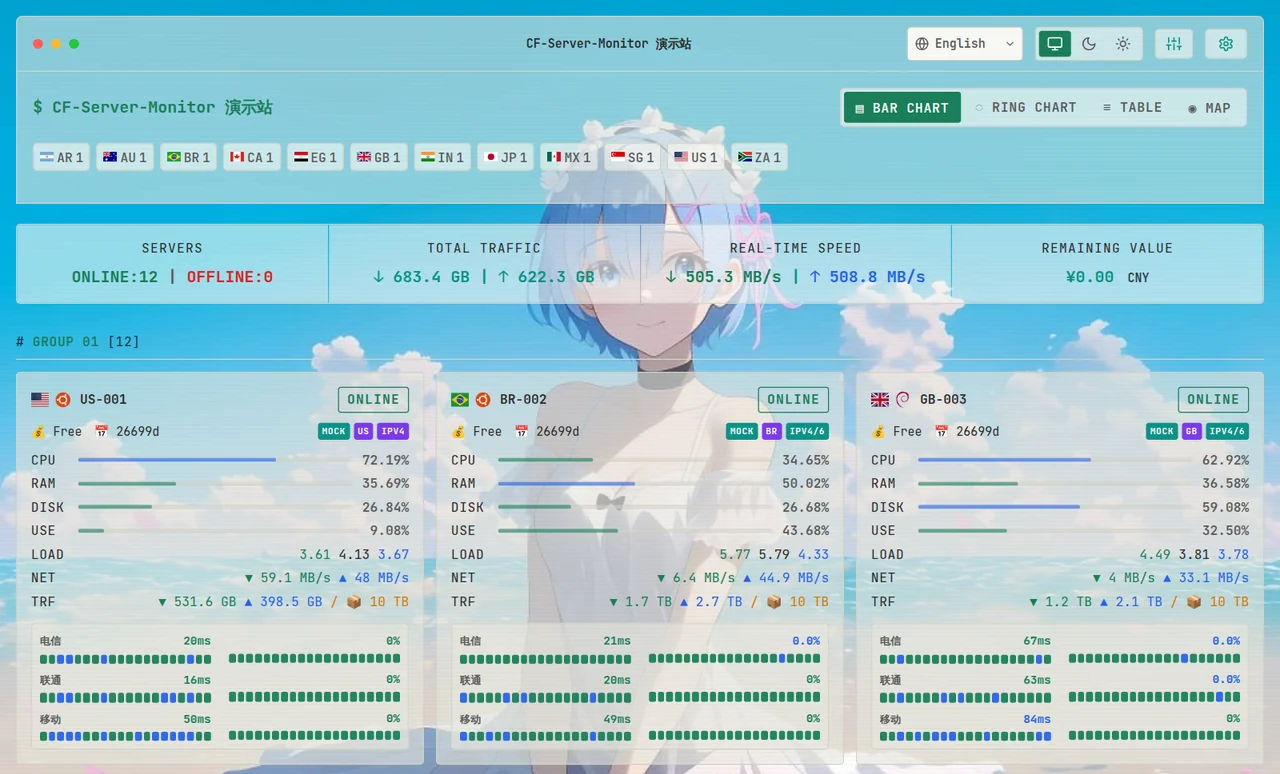 CF-Server-Monitor 演示站
English
$ CF-Server-Monitor 演示站
BAR CHART RING CHART TABLE MAP
AR 1 AU 1 BR 1 CA 1 EG 1 GB 1 IN 1 JP 1 MX 1 SG 1 US 1 ZA 1
SERVERS TOTAL TRAFFIC REAL-TIME SPEED REMAINING VALUE
ONLINE:12 | OFFLINE:0 ↓ 683.4 GB | ↑ 622.3 GB ↓ 505.3 MB/s | ↑ 508.8 MB/s ¥0.00 CNY
# GROUP 01 [12]
US-001 ONLINE
Free 26699d MOCK US IPV4
CPU 72.19%
RAM 35.69%
DISK 26.84%
USE 9.08%
LOAD 3.61 4.13 3.67
NET ▼ 59.1 MB/s ▲ 48 MB/s
TRF ▼ 531.6 GB ▲ 398.5 GB / 📦 10 TB
电信 20ms 0%
联通 16ms 0%
移动 50ms 0%
BR-002 ONLINE
Free 26699d MOCK BR IPV4/6
CPU 34.65%
RAM 50.02%
DISK 26.68%
USE 43.68%
LOAD 5.77 5.79 4.33
NET ▼ 6.4 MB/s ▲ 44.9 MB/s
TRF ▼ 1.7 TB ▲ 2.7 TB / 📦 10 TB
电信 21ms 0.0%
联通 20ms 0%
移动 49ms 0%
GB-003 ONLINE
Free 26699d MOCK GB IPV4/6
CPU 62.92%
RAM 36.58%
DISK 59.08%
USE 32.50%
LOAD 4.49 3.81 3.78
NET ▼ 4 MB/s ▲ 33.1 MB/s
TRF ▼ 1.2 TB ▲ 2.1 TB / 📦 10 TB
电信 67ms 0.0%
联通 63ms 0.0%
移动 84ms 0%